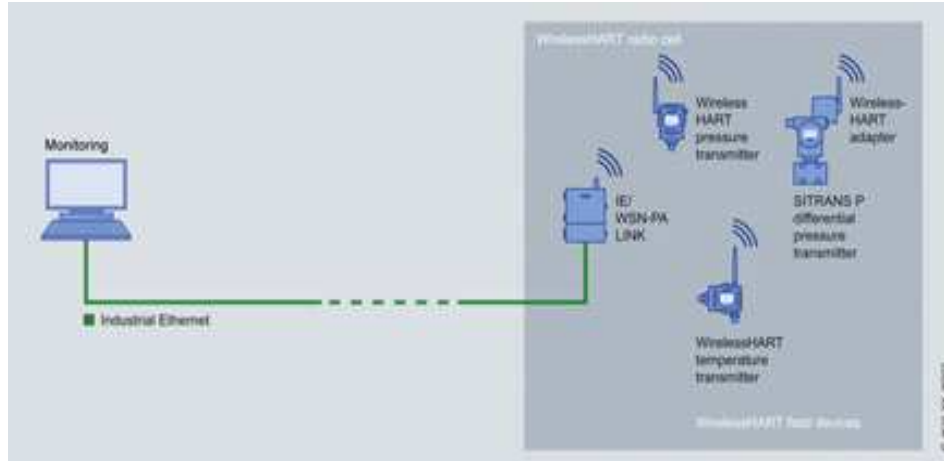 WirelessHART radio cell
Wireless
HART
pressure
transmitter
Wireless-
HART
adapter
Monitoring
IE/
WSN-PA
LINK
SITRANS P
differential
pressure
transmitter
Industrial Ethernet
WirelessHART
temperature
transmitter
WirelessHART field devices